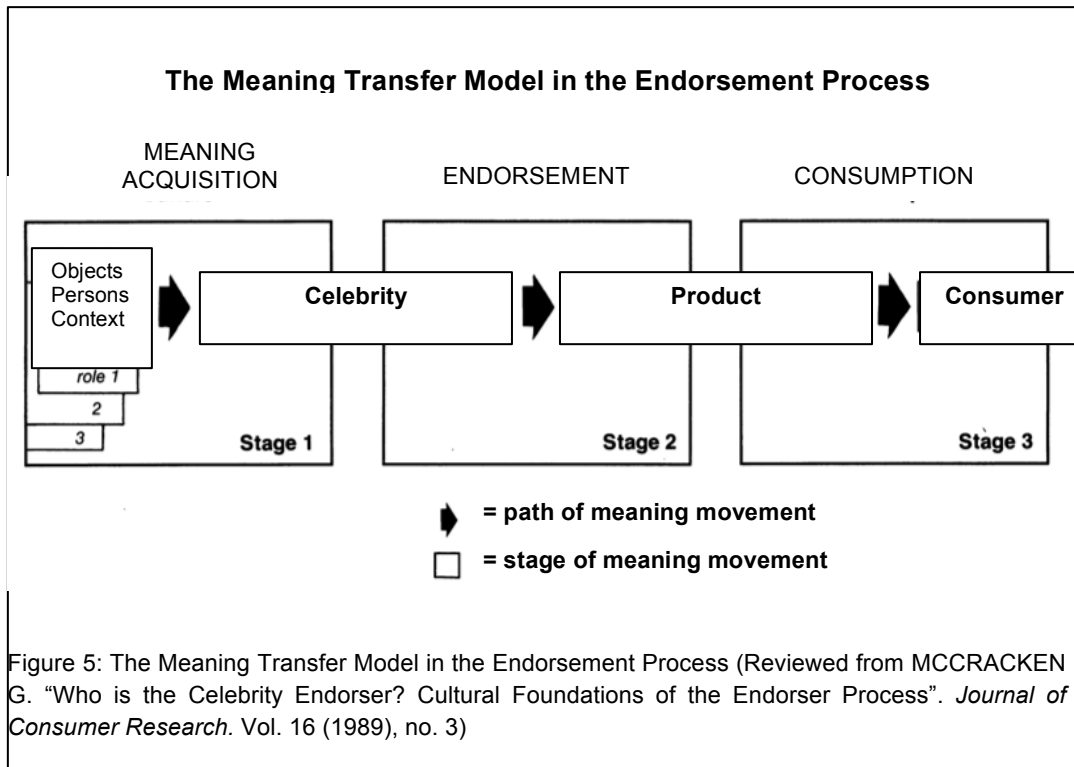 The Meaning Transfer Model in the Endorsement Process
MEANING
ACQUISITION
ENDORSEMENT
CONSUMPTION
Objects
Persons
Context
role 1
2
3
Celebrity
Product
Consumer
Stage 1
Stage 2
Stage 3
= path of meaning movement
= stage of meaning movement
Figure 5: The Meaning Transfer Model in the Endorsement Process (Reviewed from MCCRACKEN
G. “Who is the Celebrity Endorser? Cultural Foundations of the Endorser Process”. Journal of
Consumer Research. Vol. 16 (1989), no. 3)